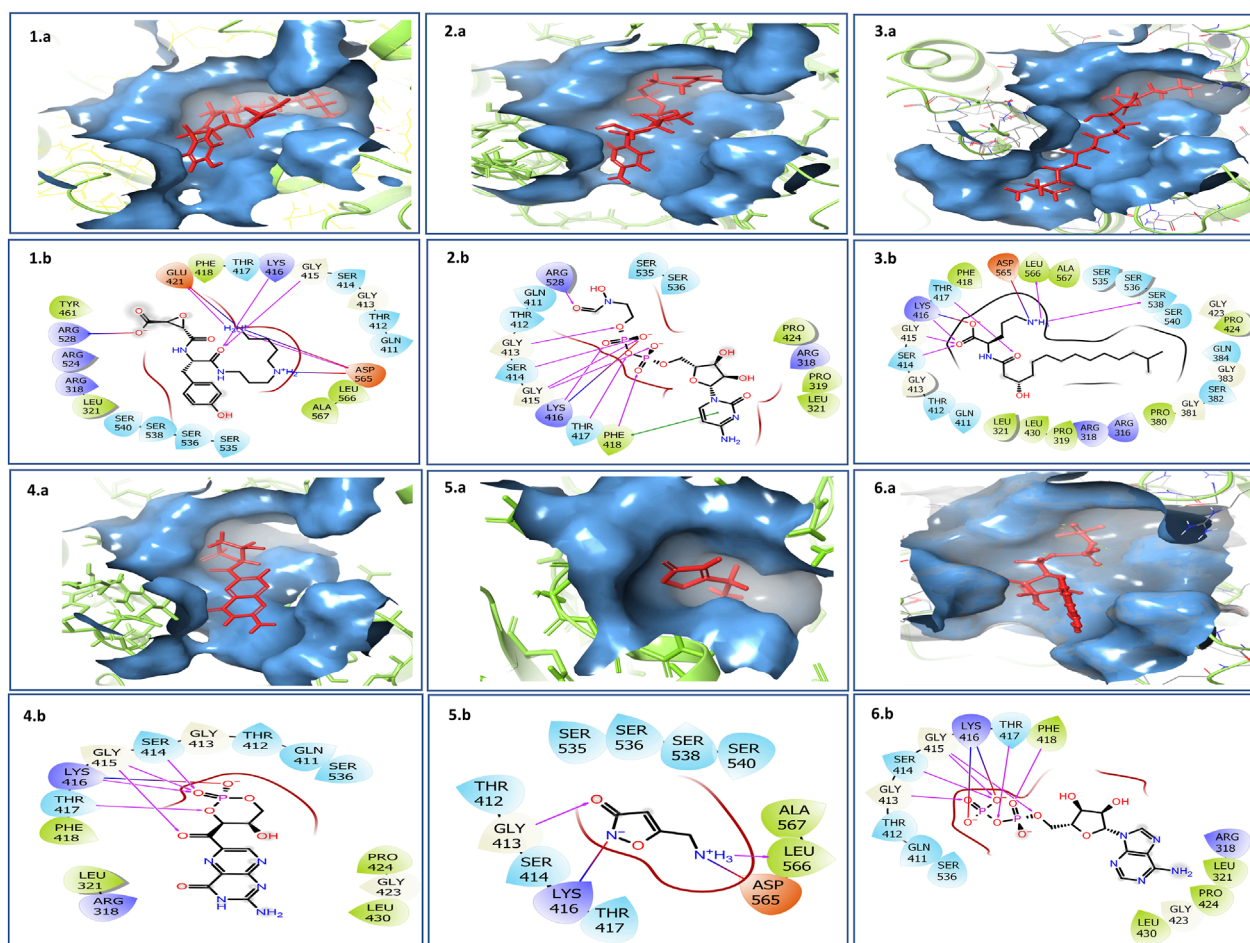 1.a
2.a
3.a
1.b
GLU 421
PHE 418
THR 417
LYS 416
GLY 415
SER 414
GLY 413
THR 412
GLN 411
ASP 565
LEU 566
ALA 567
SER 535
SER 536
SER 538
SER 540
LEU 321
ARG 318
ARG 524
ARG 528
TYR 461
O
O⁻
O
O
HN
O
NH
H₂N⁺
N⁺H₂
OH
2.b
ARG 528
GLN 411
THR 412
GLY 413
SER 414
GLY 415
LYS 416
THR 417
PHE 418
SER 535
SER 536
PRO 424
ARG 318
PRO 319
LEU 321
OH
N
O
O
O
P
O⁻
O
O
P
O⁻
O
O
O
OH
OH
N
O
N
NH₂
3.b
PHE 418
THR 417
LYS 416
GLY 415
SER 414
GLY 413
THR 412
GLN 411
ASP 565
LEU 566
ALA 567
SER 535
SER 536
SER 538
SER 540
GLY 423
PRO 424
GLN 384
GLY 383
SER 382
GLY 381
PRO 380
ARG 316
ARG 318
PRO 319
LEU 430
LEU 321
N⁺H₃
O
O⁻
HN
O
OH
4.a
5.a
6.a
4.b
SER 414
GLY 413
THR 412
GLN 411
SER 536
GLY 415
LYS 416
THR 417
PHE 418
LEU 321
ARG 318
PRO 424
GLY 423
LEU 430
O⁻
O
P
O
O
O
OH
N
N
O
N
NH
NH₂
5.b
SER 535
SER 536
SER 538
SER 540
THR 412
GLY 413
SER 414
LYS 416
THR 417
ALA 567
LEU 566
ASP 565
O
N⁻
O
N⁺H₃
6.b
GLY 415
LYS 416
THR 417
PHE 418
SER 414
GLY 413
THR 412
GLN 411
SER 536
ARG 318
LEU 321
PRO 424
GLY 423
LEU 430
O
O⁻
P
O⁻
O
O
P
O⁻
O
O
OH
OH
N
N
N
N
NH₂